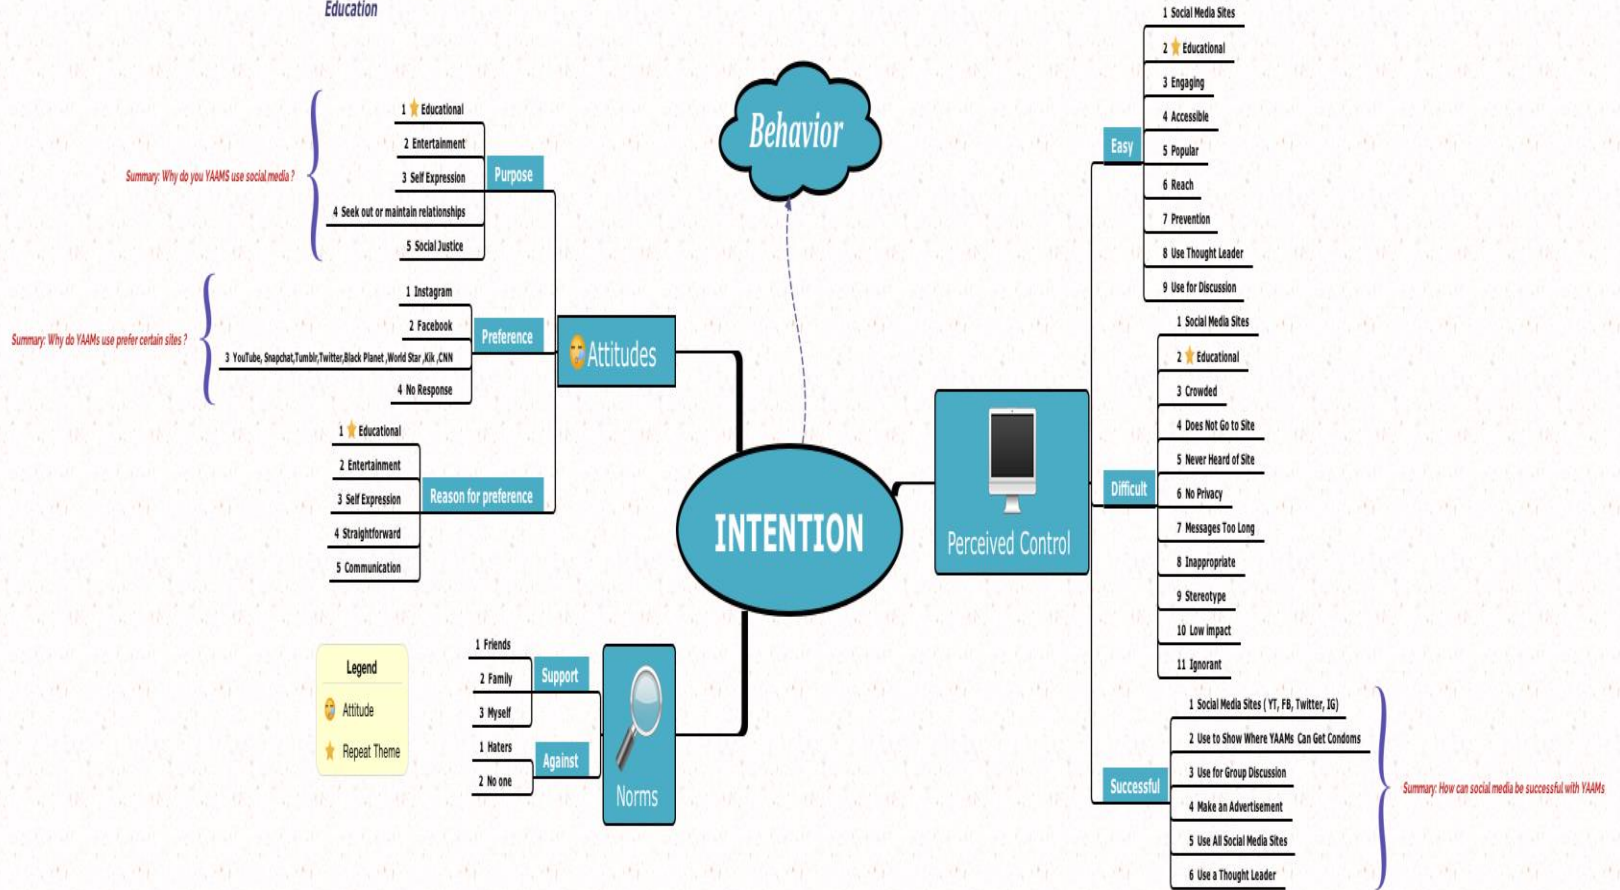 Education
Behavior
1 Educational
2 Entertainment
3 Self Expression
4 Seek out or maintain relationships
5 Social Justice
Purpose
Summary: Why do you YAAMS use social media ?
1 Instagram
2 Facebook
3 YouTube, Snapchat,Tumblr,Twitter,Black Planet ,World Star ,Kik ,CNN
4 No Response
Preference
Summary: Why do YAAMs use prefer certain sites ?
1 Educational
2 Entertainment
3 Self Expression
4 Straightforward
5 Communication
Reason for preference
Attitudes
INTENTION
1 Friends
2 Family
3 Myself
Support
1 Haters
2 No one
Against
Norms
Legend
Attitude
Repeat Theme
Perceived Control
Easy
1 Social Media Sites
2 Educational
3 Engaging
4 Accessible
5 Popular
6 Reach
7 Prevention
8 Use Thought Leader
9 Use for Discussion
Difficult
1 Social Media Sites
2 Educational
3 Crowded
4 Does Not Go to Site
5 Never Heard of Site
6 No Privacy
7 Messages Too Long
8 Inappropriate
9 Stereotype
10 Low impact
11 Ignorant
Successful
1 Social Media Sites ( YT, FB, Twitter, IG)
2 Use to Show Where YAAMs Can Get Condoms
3 Use for Group Discussion
4 Make an Advertisement
5 Use All Social Media Sites
6 Use a Thought Leader
Summary: How can social media be successful with YAAMs